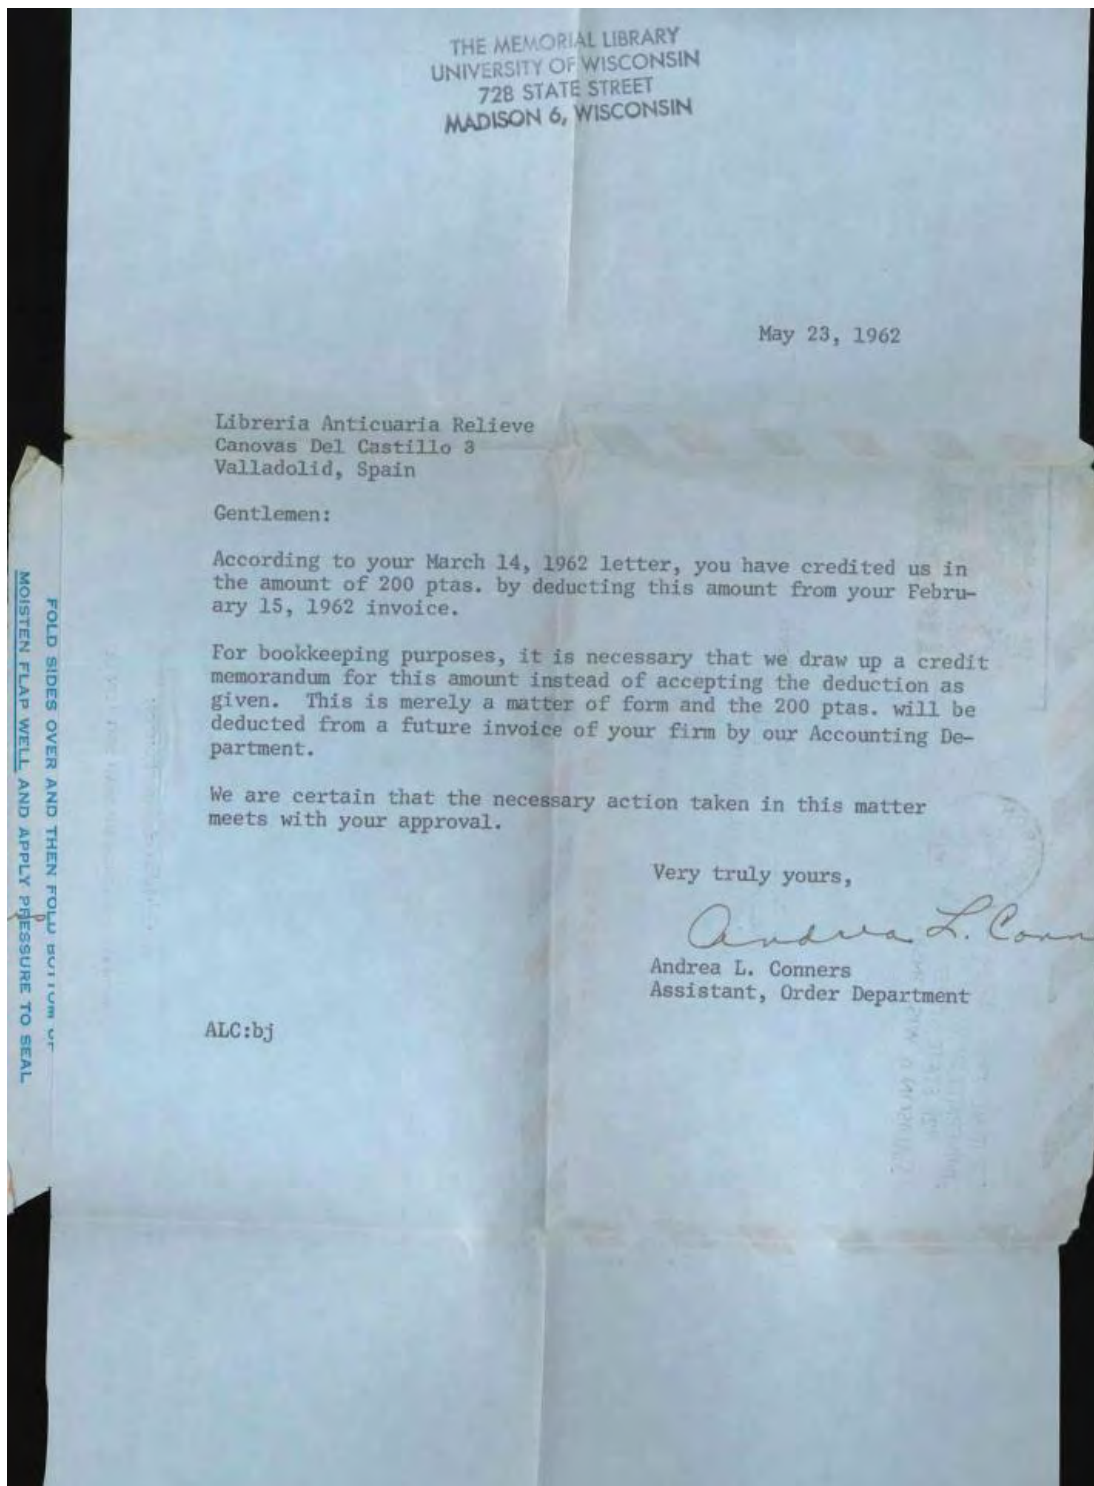 THE MEMORIAL LIBRARY
UNIVERSITY OF WISCONSIN
728 STATE STREET
MADISON 6, WISCONSIN
May 23, 1962
Libreria Anticuaria Relieve
Canovas Del Castillo 3
Valladolid, Spain
Gentlemen:
According to your March 14, 1962 letter, you have credited us in
the amount of 200 ptas. by deducting this amount from your Febru-
ary 15, 1962 invoice.
For bookkeeping purposes, it is necessary that we draw up a credit
memorandum for this amount instead of accepting the deduction as
given. This is merely a matter of form and the 200 ptas. will be
deducted from a future invoice of your firm by our Accounting De-
partment.
We are certain that the necessary action taken in this matter
meets with your approval.
Very truly yours,
Andrea L. Conn
Andrea L. Conners
Assistant, Order Department
ALC:bj
FOLD SIDES OVER AND THEN FOLD BOTTOM UP
MOISTEN FLAP WELL AND APPLY PRESSURE TO SEAL